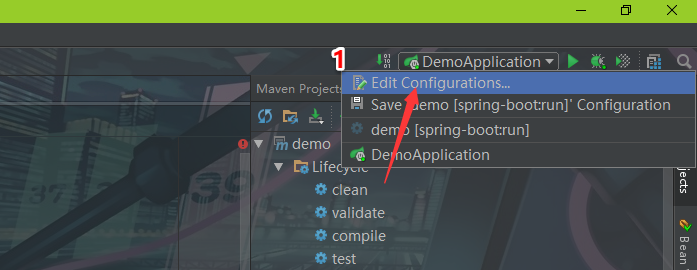 1
DemoApplication
Edit Configurations...
Maven Projects
Save 'demo [spring-boot:run]' Configuration
demo [spring-boot:run]
DemoApplication
demo
Lifecycle
clean
validate
compile
test
jects
Bean
39